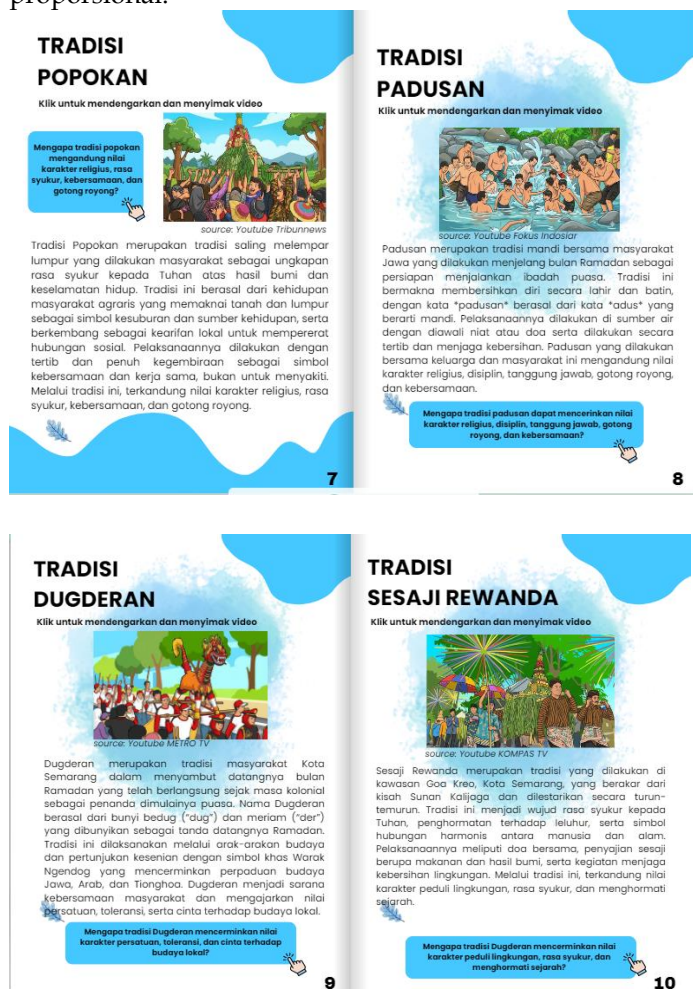 proporsional.
TRADISI
POPOKAN
Klik untuk mendengarkan dan menyimak video
Mengapa tradisi popokan
mengandung nilai
karakter religius, rasa
syukur, kebersamaan, dan
gotong royong?
source: Youtube Tribunnews
Tradisi Popokan merupakan tradisi saling melempar
lumpur yang dilakukan masyarakat sebagai ungkapan
rasa syukur kepada Tuhan atas hasil bumi dan
keselamatan hidup. Tradisi ini berasal dari kehidupan
masyarakat agraris yang memaknai tanah dan lumpur
sebagai simbol kesuburan dan sumber kehidupan, serta
berkembang sebagai kearifan lokal untuk mempererat
hubungan sosial. Pelaksanaannya dilakukan dengan
tertib dan penuh kegembiraan sebagai simbol
kebersamaan dan kerja sama, bukan untuk menyakiti.
Melalui tradisi ini, terkandung nilai karakter religius, rasa
syukur, kebersamaan, dan gotong royong.
7
TRADISI
PADUSAN
Klik untuk mendengarkan dan menyimak video
source: Youtube Fokus Indosiar
Padusan merupakan tradisi mandi bersama masyarakat
Jawa yang dilakukan menjelang bulan Ramadan sebagai
persiapan menjalankan ibadah puasa. Tradisi ini
bermakna membersihkan diri secara lahir dan batin,
dengan kata *padusan* berasal dari kata *adus* yang
berarti mandi. Pelaksanaannya dilakukan di sumber air
dengan diawali niat atau doa serta dilakukan secara
tertib dan menjaga kebersihan. Padusan yang dilakukan
bersama keluarga dan masyarakat ini mengandung nilai
karakter religius, disiplin, tanggung jawab, gotong royong,
dan kebersamaan.
Mengapa tradisi padusan dapat mencerinkan nilai
karakter religius, disiplin, tanggung jawab, gotong
royong, dan kebersamaan?
8
TRADISI
DUGDERAN
Klik untuk mendengarkan dan menyimak video
source: Youtube METRO TV
Dugderan merupakan tradisi masyarakat Kota
Semarang dalam menyambut datangnya bulan
Ramadan yang telah berlangsung sejak masa kolonial
sebagai penanda dimulainya puasa. Nama Dugderan
berasal dari bunyi bedug ("dug") dan meriam ("der")
yang dibunyikan sebagai tanda datangnya Ramadan.
Tradisi ini dilaksanakan melalui arak-arakan budaya
dan pertunjukan kesenian dengan simbol khas Warak
Ngendog yang mencerminkan perpaduan budaya
Jawa, Arab, dan Tionghoa. Dugderan menjadi sarana
kebersamaan masyarakat dan mengajarkan nilai
persatuan, toleransi, serta cinta terhadap budaya lokal.
Mengapa tradisi Dugderan mencerminkan nilai
karakter persatuan, toleransi, dan cinta terhadap
budaya lokal?
9
TRADISI
SESAJI REWANDA
Klik untuk mendengarkan dan menyimak video
source: Youtube KOMPAS TV
Sesaji Rewanda merupakan tradisi yang dilakukan di
kawasan Goa Kreo, Kota Semarang, yang berakar dari
kisah Sunan Kalijaga dan dilestarikan secara turun-
temurun. Tradisi ini menjadi wujud rasa syukur kepada
Tuhan, penghormatan terhadap leluhur, serta simbol
hubungan harmonis antara manusia dan alam.
Pelaksanaannya meliputi doa bersama, penyajian sesaji
berupa makanan dan hasil bumi, serta kegiatan menjaga
kebersihan lingkungan. Melalui tradisi ini, terkandung nilai
karakter peduli lingkungan, rasa syukur, dan menghormati
sejarah.
Mengapa tradisi Dugderan mencerminkan nilai
karakter peduli lingkungan, rasa syukur, dan
menghormati sejarah?
10